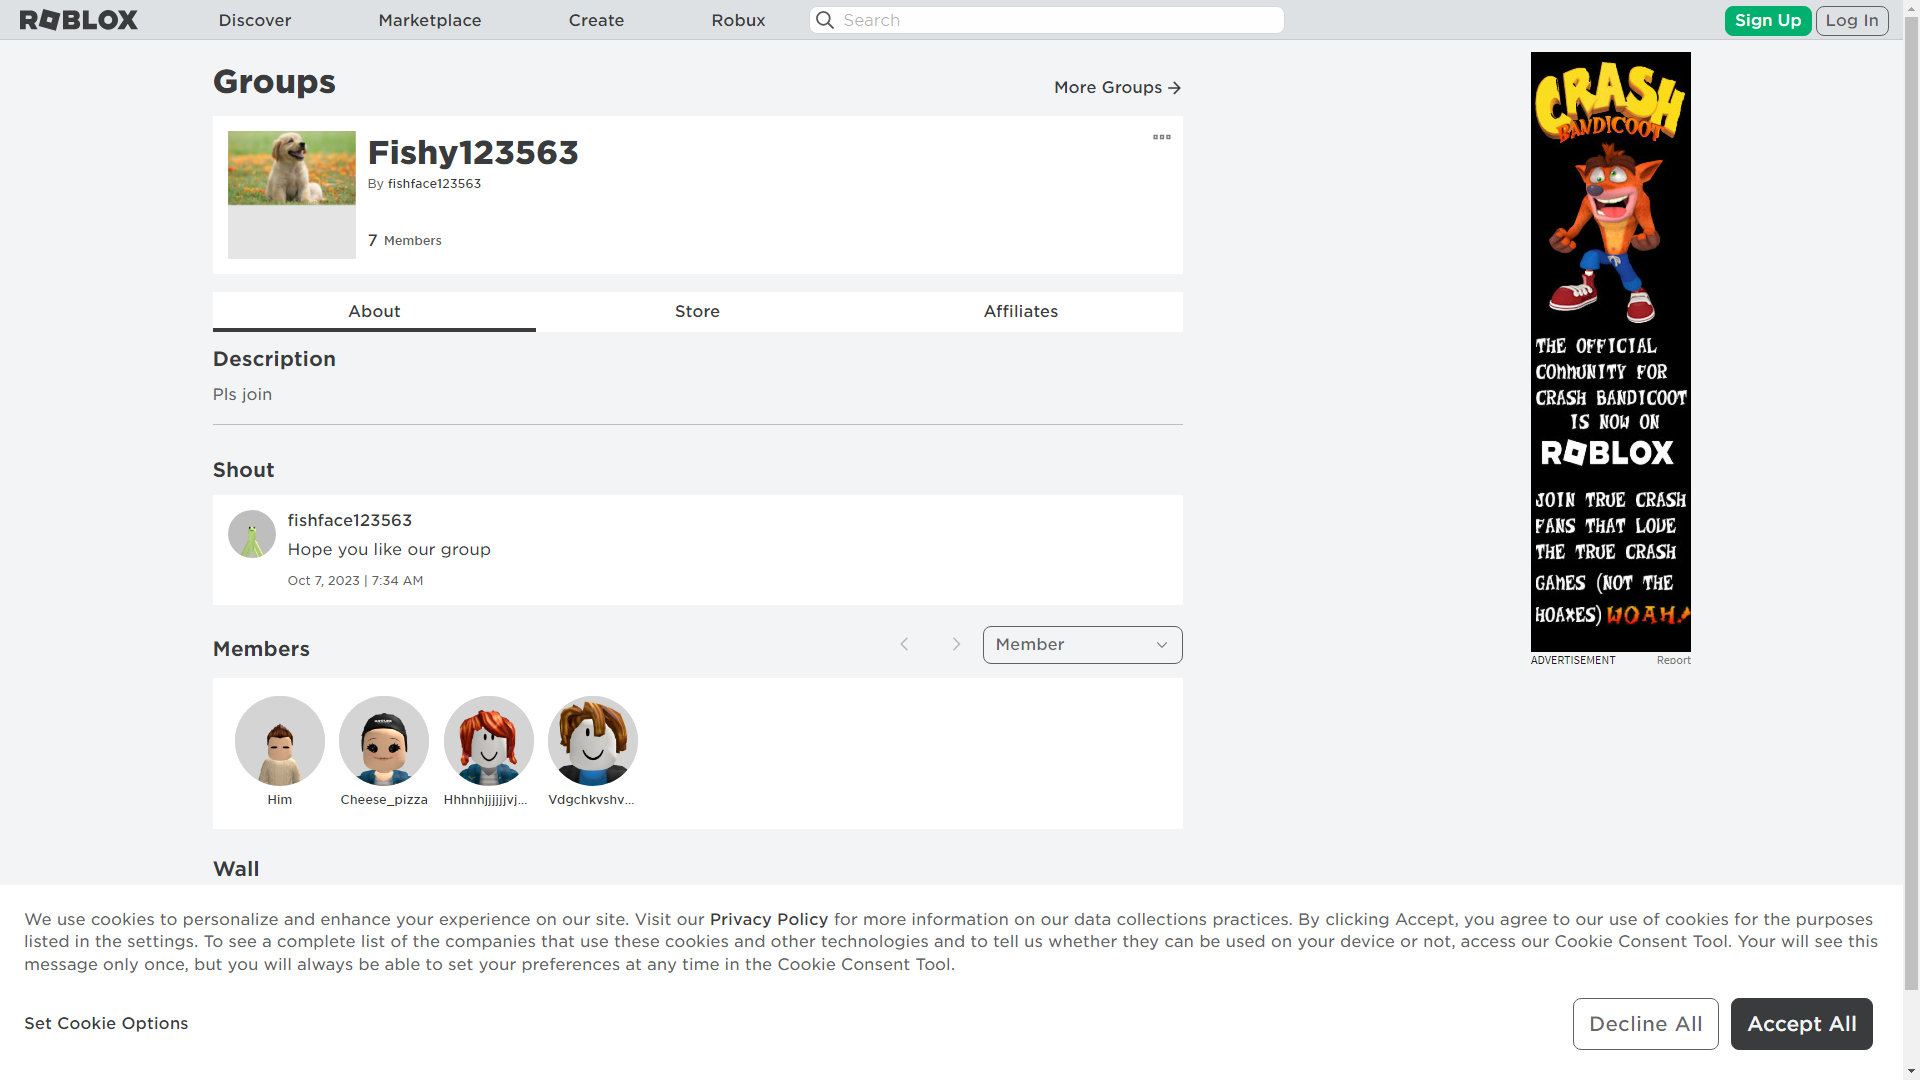 ROBLOX
Discover
Marketplace
Create
Robux
Search
Sign Up
Log In
Groups
More Groups
Fishy123563
By fishface123563
7 Members
About
Store
Affiliates
Description
Pls join
Shout
fishface123563
Hope you like our group
Oct 7, 2023 | 7:34 AM
Members
Member
Him
Cheese_pizza
Hhhnhjjjjjjvj...
Vdgchkvshv...
Wall
CRASH
BANDICOOT
THE OFFICIAL
COMMUNITY FOR
CRASH BANDICOOT
IS NOW ON
ROBLOX
JOIN TRUE CRASH
FANS THAT LOVE
THE TRUE CRASH
GAMES (NOT THE
HOAXES) WOAH!
ADVERTISEMENT
Report
We use cookies to personalize and enhance your experience on our site. Visit our Privacy Policy for more information on our data collections practices. By clicking Accept, you agree to our use of cookies for the purposes
listed in the settings. To see a complete list of the companies that use these cookies and other technologies and to tell us whether they can be used on your device or not, access our Cookie Consent Tool. Your will see this
message only once, but you will always be able to set your preferences at any time in the Cookie Consent Tool.
Set Cookie Options
Decline All
Accept All